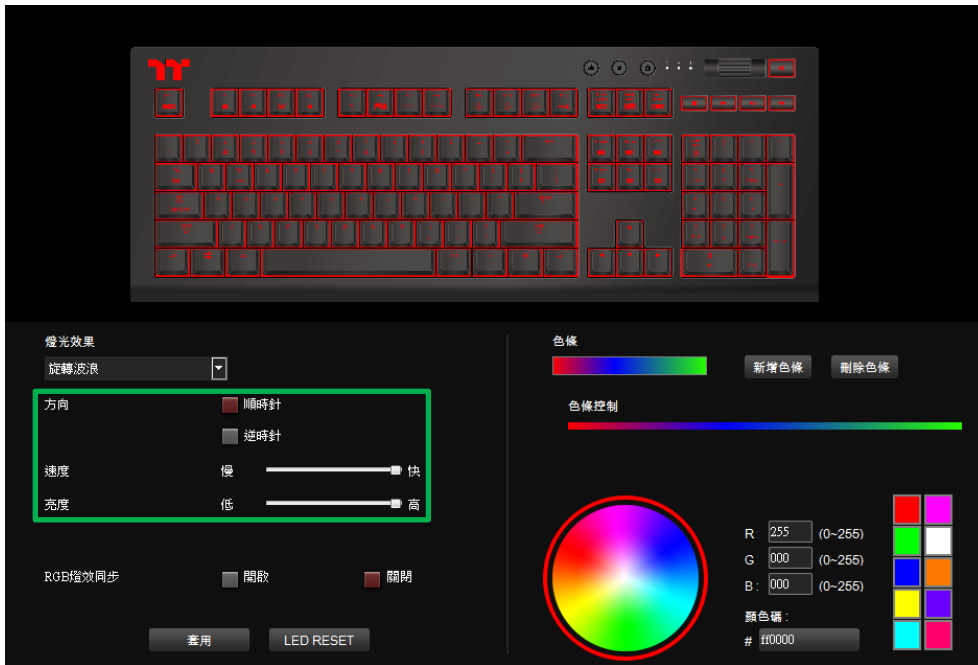 燈光效果
旋轉波浪
方向 順時針
逆時針
速度 慢 快
亮度 低 高
RGB燈效同步 開啟 關閉
套用 LED RESET
色條
新增色條 刪除色條
色條控制
R 255 (0~255)
G 000 (0~255)
B: 000 (0~255)
顏色碼:
# ff0000